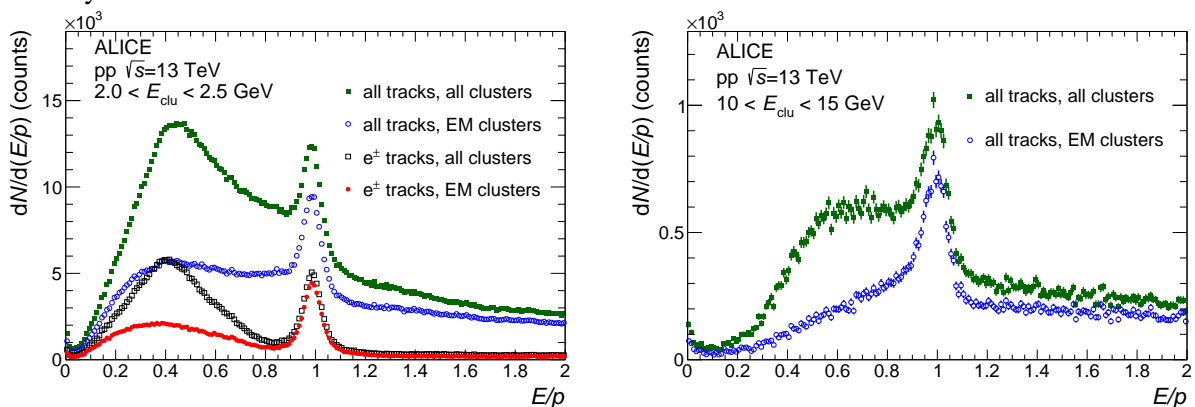 ×10³
dN/d(E/p) (counts)
ALICE
pp √s=13 TeV
2.0 < E_clu < 2.5 GeV
all tracks, all clusters
all tracks, EM clusters
e± tracks, all clusters
e± tracks, EM clusters
15
10
5
0
0 0.2 0.4 0.6 0.8 1 1.2 1.4 1.6 1.8 2
E/p
×10³
dN/d(E/p) (counts)
ALICE
pp √s=13 TeV
10 < E_clu < 15 GeV
all tracks, all clusters
all tracks, EM clusters
1
0.5
0
0 0.2 0.4 0.6 0.8 1 1.2 1.4 1.6 1.8 2
E/p